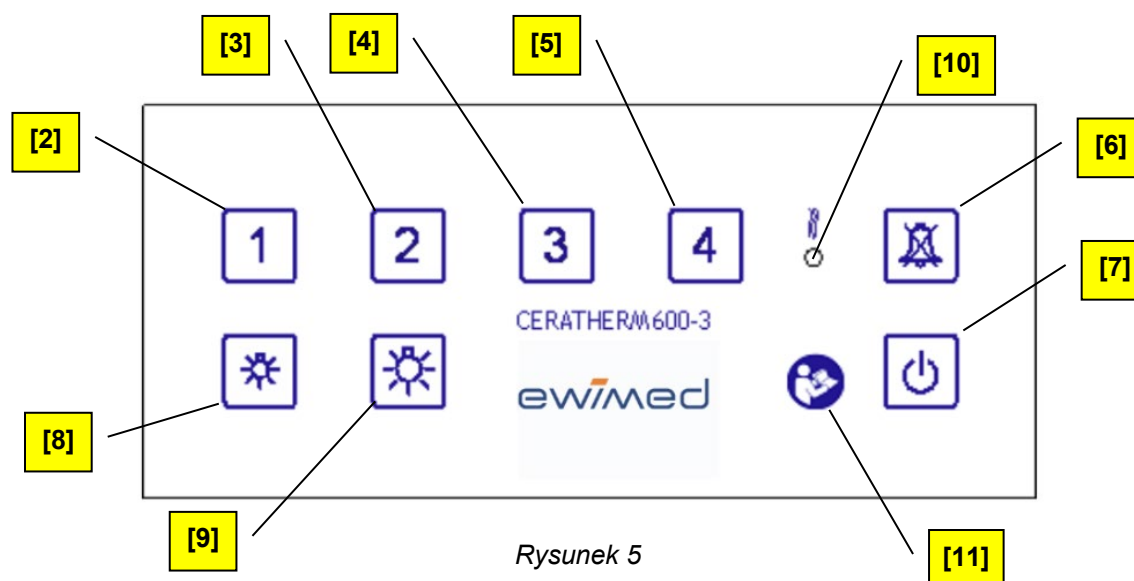 [3] [4] [5] [10]
[2] [6]
1 2 3 4
[7]
CERATHERM600-3
ewimed
[8]
[9] [11]
Rysunek 5